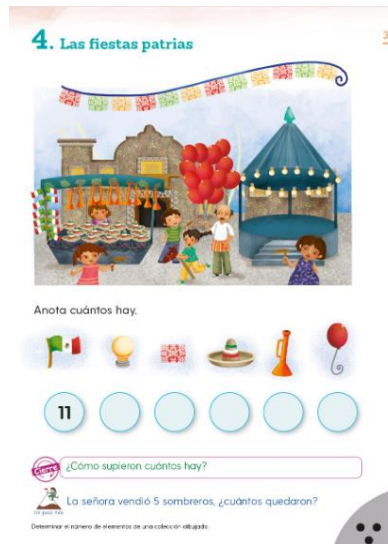 4. Las fiestas patrias
3
Anota cuántos hay.
11
Cierre
¿Cómo supieron cuántos hay?
Un paso más
La señora vendió 5 sombreros, ¿cuántos quedaron?
Determinar el número de elementos de una colección dibujada.